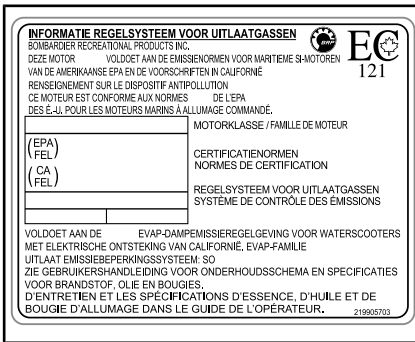 INFORMATIE REGELSYSTEEM VOOR UITLAATGASSEN
BRP
EC
121
BOMBARDIER RECREATIONAL PRODUCTS INC.
DEZE MOTOR VOLDOET AAN DE EMISSIENORMEN VOOR MARITIEME SI-MOTOREN
VAN DE AMERIKAANSE EPA EN DE VOORSCHRIFTEN IN CALIFORNIË
RENSEIGNEMENT SUR LE DISPOSITIF ANTIPOLLUTION
CE MOTEUR EST CONFORME AUX NORMES DE L'EPA
DES É.-U. POUR LES MOTEURS MARINS À ALLUMAGE COMMANDÉ.
MOTORKLASSE / FAMILLE DE MOTEUR
(EPA FEL)
CERTIFICATIENORMEN
NORMES DE CERTIFICATION
(CA FEL)
REGELSYSTEEM VOOR UITLAATGASSEN
SYSTÈME DE CONTRÔLE DES ÉMISSIONS
VOLDOET AAN DE EVAP-DAMPEMISSIEREGELGEVING VOOR WATERSCOOTERS
MET ELEKTRISCHE ONTSTEKING VAN CALIFORNIË, EVAP-FAMILIE
UITLAAT EMISSIEBEPERKINGSSYSTEEM: SO
ZIE GEBRUIKERSHANDLEIDING VOOR ONDERHOUDSSCHEMA EN SPECIFICATIES
VOOR BRANDSTOF, OLIE EN BOUGIES.
D'ENTRETIEN ET LES SPÉCIFICATIONS D'ESSENCE, D'HUILE ET DE
BOUGIE D'ALLUMAGE DANS LE GUIDE DE L'OPÉRATEUR.
219905703